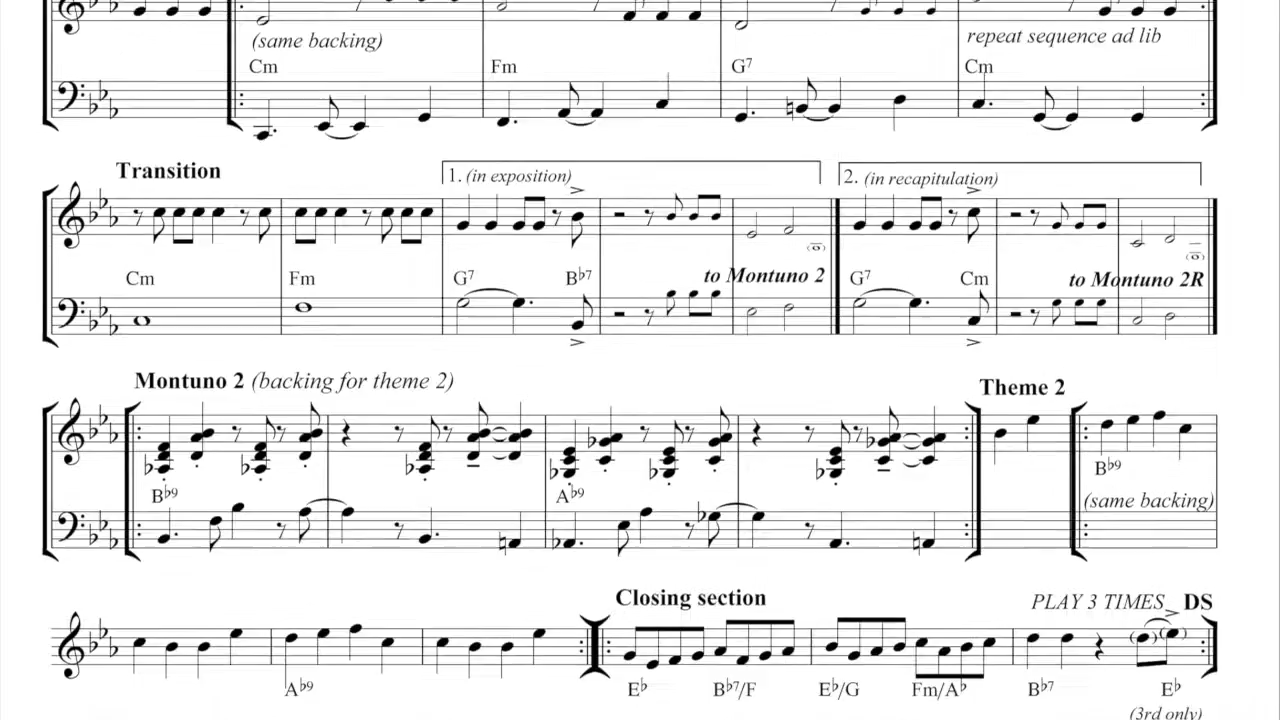 (same backing)
repeat sequence ad lib
Cm Fm G7 Cm
Transition
1. (in exposition) 2. (in recapitulation)
to Montuno 2 to Montuno 2R
Cm Fm G7 B♭7 G7 Cm
Montuno 2 (backing for theme 2) Theme 2
B♭9 A♭9 B♭9
(same backing)
Closing section PLAY 3 TIMES DS
A♭9 E♭ B♭7/F E♭/G Fm/A♭ B♭7 E♭
(3rd only)